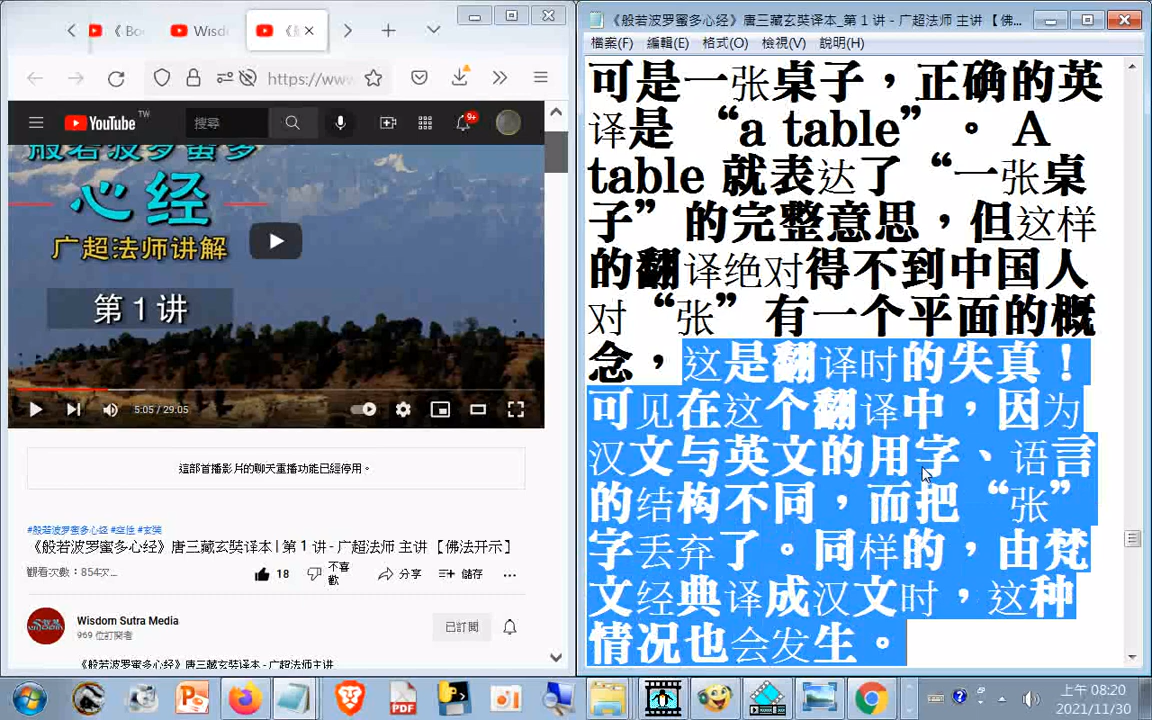 Wisdo
https://www.
YouTube
TW
搜尋
9+
般若波罗蜜多
心经
广超法师讲解
第 1 讲
5:05 / 29:05
這部首播影片的聊天重播功能已經停用。
#般若波罗蜜多心经 #空性 #玄奘
《般若波罗蜜多心经》唐三藏玄奘译本 | 第 1 讲 - 广超法师 主讲 【佛法开示】
觀看次數：854次...
18
不喜歡
分享
儲存
Wisdom Sutra Media
969 位訂閱者
已訂閱
《般若波罗蜜多心经》唐三藏玄奘译本 - 广超法师主讲
《般若波罗蜜多心经》唐三藏玄奘译本_第 1 讲 - 广超法师 主讲 【佛...
檔案(F) 編輯(E) 格式(O) 檢視(V) 說明(H)
可是一张桌子，正确的英
译是 “a table”。 A
table 就表达了“一张桌
子” 的完整意思，但这样
的翻译绝对得不到中国人
对“张” 有一个平面的概
念，这是翻译时的失真！
可见在这个翻译中，因为
汉文与英文的用字、语言
的结构不同，而把“张”
字丢弃了。同样的，由梵
文经典译成汉文时，这种
情况也会发生。
PDF
上午 08:20
2021/11/30